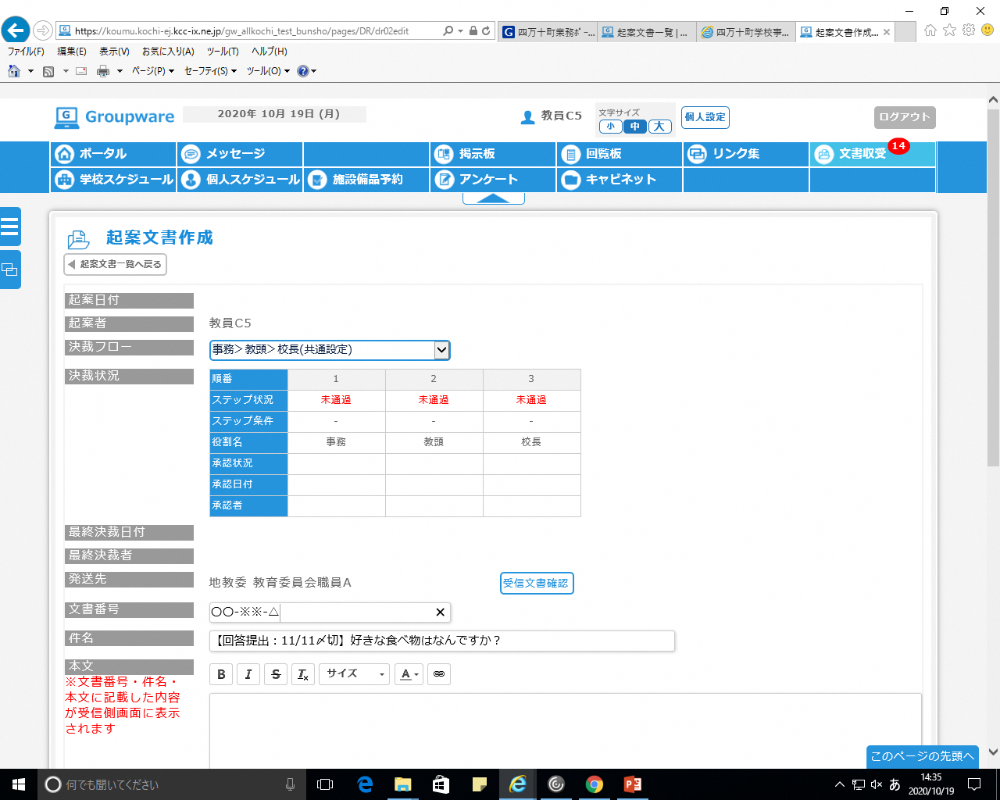 https://koumu.kochi-ej.kcc-ix.ne.jp/gw_allkochi_test_bunsho/pages/DR/dr02edit
四万十町業務ﾎﾟｰ...
起案文書一覧 | ...
四万十町学校事...
起案文書作成...
ファイル(F) 編集(E) 表示(V) お気に入り(A) ツール(T) ヘルプ(H)
ページ(P) セーフティ(S) ツール(O)
G Groupware
2020年 10月 19日 (月)
教員C5
文字サイズ
小 中 大
個人設定
ログアウト
ポータル メッセージ 掲示板 回覧板 リンク集 文書収受 14
学校スケジュール 個人スケジュール 施設備品予約 アンケート キャビネット
起案文書作成
起案文書一覧へ戻る
起案日付
起案者 教員C5
決裁フロー 事務＞教頭＞校長(共通設定)
決裁状況
順番 1 2 3
ステップ状況 未通過 未通過 未通過
ステップ条件 - - -
役割名 事務 教頭 校長
承認状況
承認日付
承認者
最終決裁日付
最終決裁者
発送先 地教委 教育委員会職員A 受信文書確認
文書番号 〇〇-※※-△
件名 【回答提出：11/11〆切】好きな食べ物はなんですか？
本文 B I S Tx サイズ A
※文書番号・件名・
本文に記載した内容
が受信側画面に表示
されます
このページの先頭へ
何でも聞いてください
あ
14:35
2020/10/19